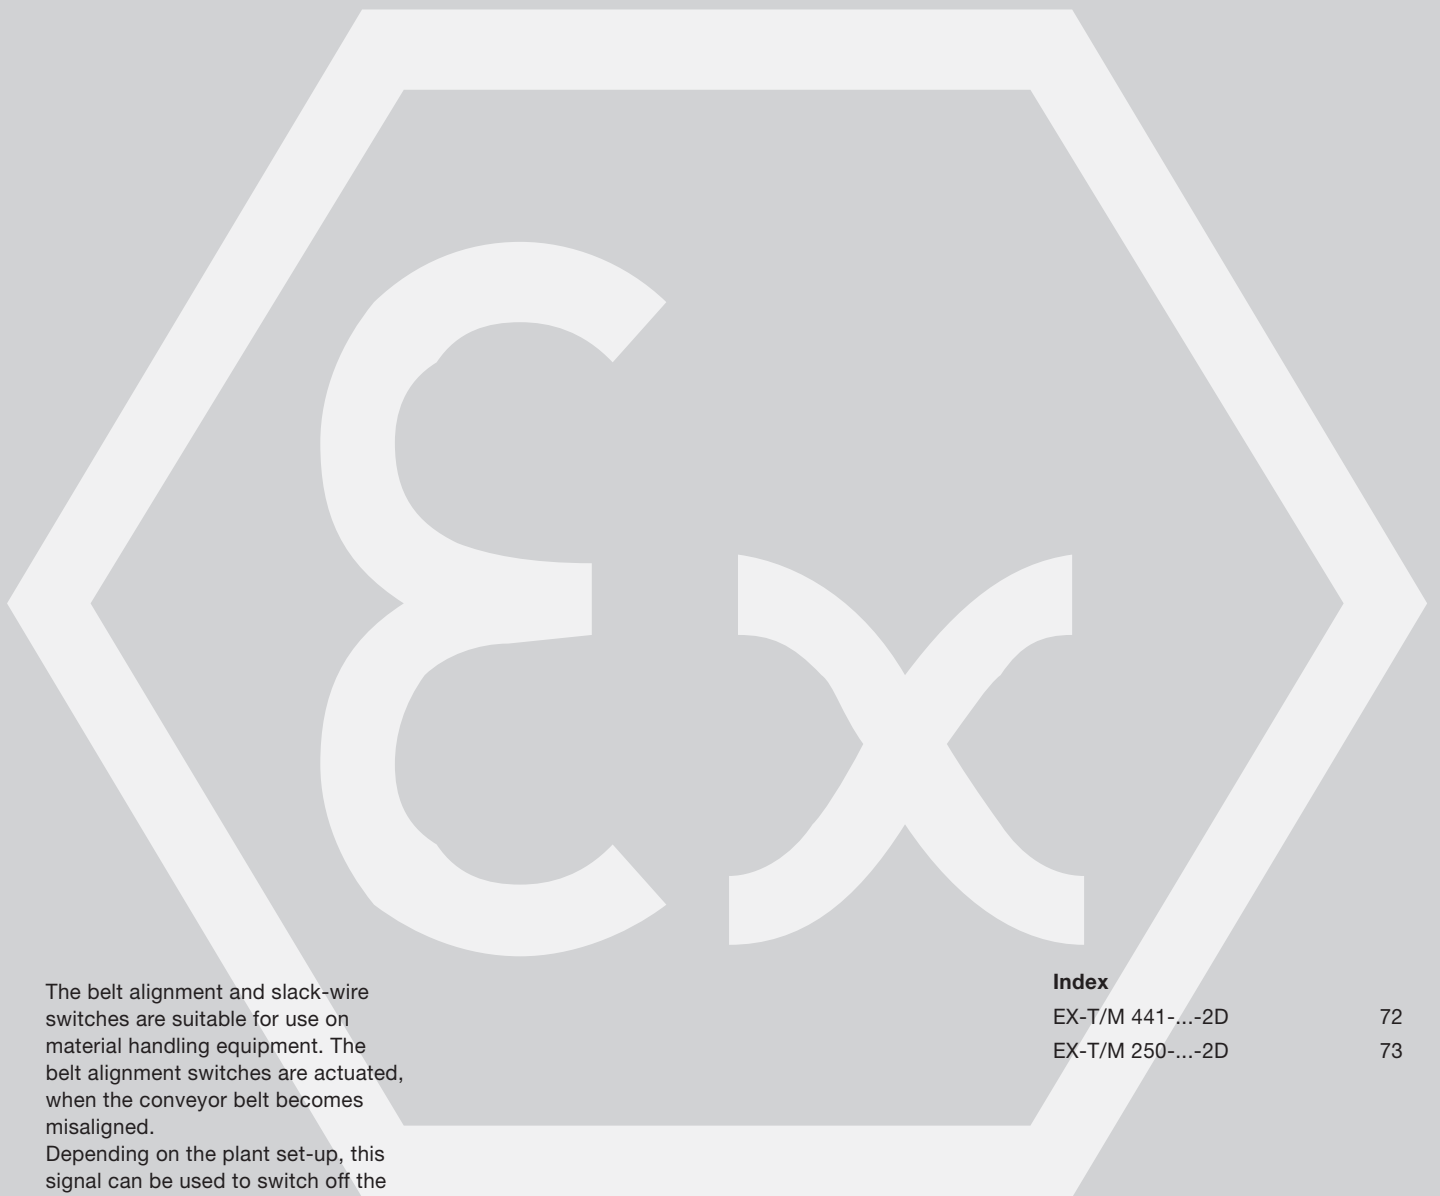 Ex
The belt alignment and slack-wire
switches are suitable for use on
material handling equipment. The
belt alignment switches are actuated,
when the conveyor belt becomes
misaligned.
Depending on the plant set-up, this
signal can be used to switch off the
Index
EX-T/M 441-...-2D 72
EX-T/M 250-...-2D 73